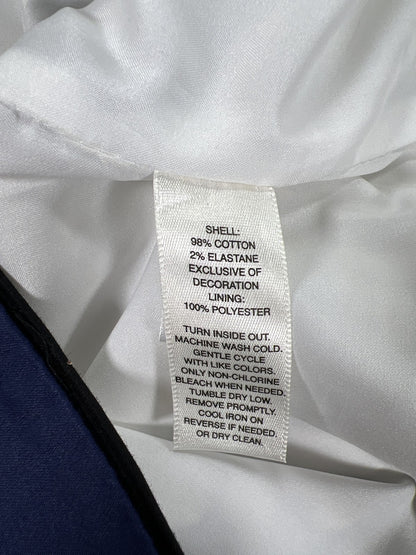 SHELL:
98% COTTON
2% ELASTANE
EXCLUSIVE OF
DECORATION
LINING:
100% POLYESTER
TURN INSIDE OUT.
MACHINE WASH COLD.
GENTLE CYCLE
WITH LIKE COLORS.
ONLY NON-CHLORINE
BLEACH WHEN NEEDED.
TUMBLE DRY LOW.
REMOVE PROMPTLY.
COOL IRON ON
REVERSE IF NEEDED
OR DRY CLEAN.